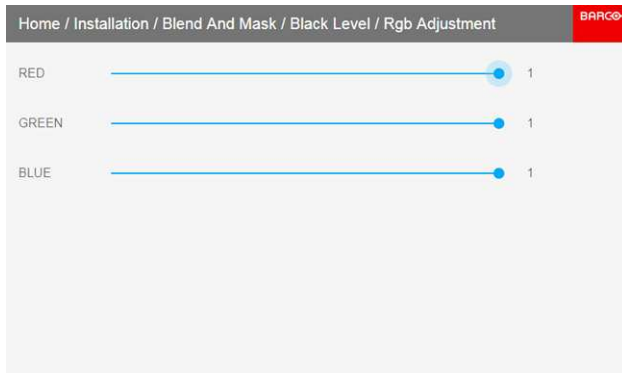 Home / Installation / Blend And Mask / Black Level / Rgb Adjustment BARCO
RED 1
GREEN 1
BLUE 1